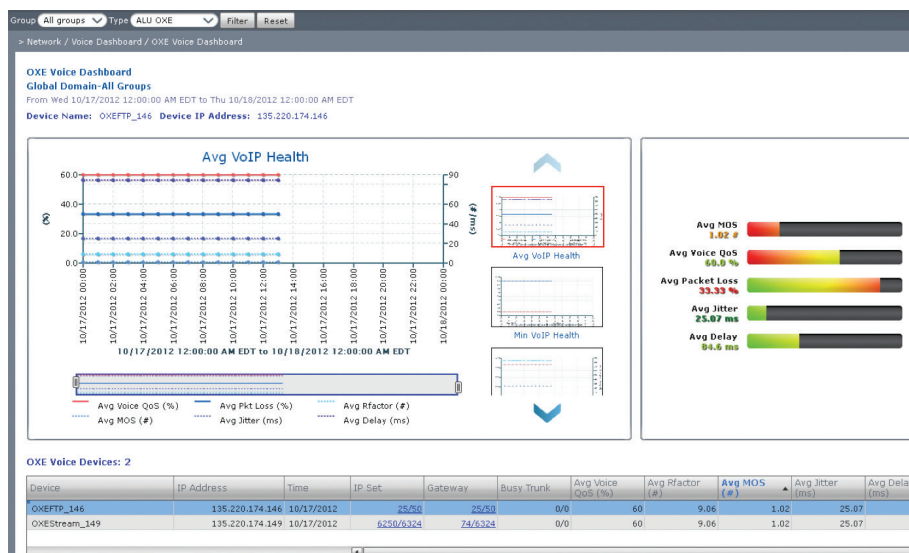 Group All groups Type ALU OXE Filter Reset
> Network / Voice Dashboard / OXE Voice Dashboard
OXE Voice Dashboard
Global Domain-All Groups
From Wed 10/17/2012 12:00:00 AM EDT to Thu 10/18/2012 12:00:00 AM EDT
Device Name: OXEFTP_146 Device IP Address: 135.220.174.146
Avg VoIP Health
60.0
40.0
20.0
0.0
(%)
90
60
40
20
0
(#/ms)
10/17/2012 00:00
10/17/2012 02:00
10/17/2012 04:00
10/17/2012 06:00
10/17/2012 08:00
10/17/2012 10:00
10/17/2012 12:00
10/17/2012 14:00
10/17/2012 16:00
10/17/2012 18:00
10/17/2012 20:00
10/17/2012 22:00
10/18/2012 00:00
10/17/2012 12:00:00 AM EDT to 10/18/2012 12:00:00 AM EDT
Avg Voice QoS (%) Avg Pkt Loss (%) Avg Rfactor (#)
Avg MOS (#) Avg Jitter (ms) Avg Delay (ms)
Avg VoIP Health
Min VoIP Health
Avg MOS
1.02 #
Avg Voice QoS
60.0 %
Avg Packet Loss
33.33 %
Avg Jitter
25.07 ms
Avg Delay
84.6 ms
OXE Voice Devices: 2
Device IP Address Time IP Set Gateway Busy Trunk Avg Voice QoS (%) Avg Rfactor (#) Avg MOS (#) Avg Jitter (ms) Avg Dela (ms)
OXEFTP_146 135.220.174.146 10/17/2012 25/50 25/50 0/0 60 9.06 1.02 25.07
OXEStream_149 135.220.174.149 10/17/2012 6250/6324 74/6324 0/0 60 9.06 1.02 25.07